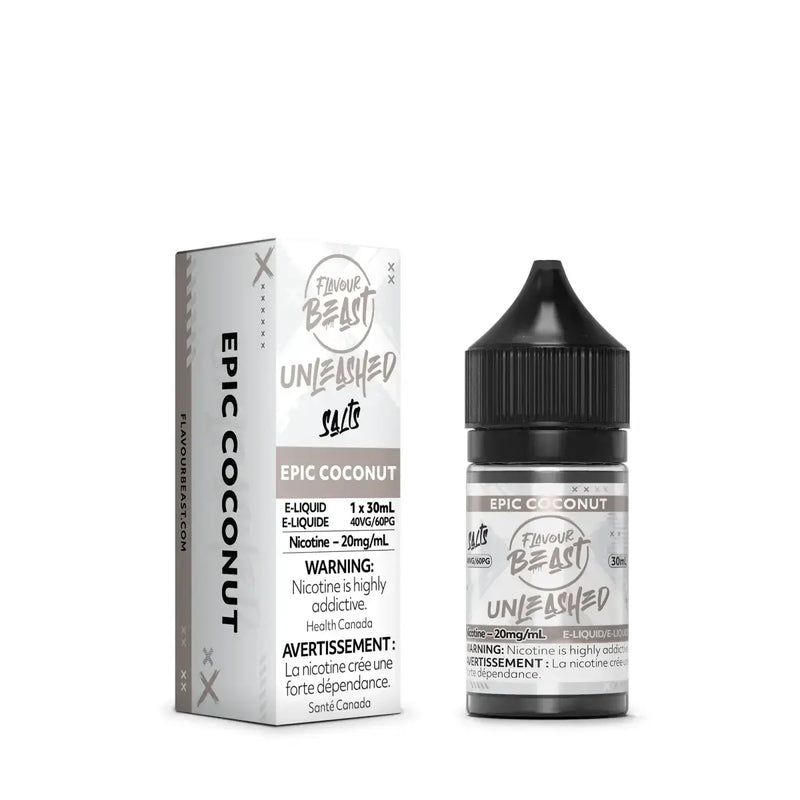 EPIC COCONUT
FLAVOURBEAST.COM
FLAVOUR
BEAST
UNLEASHED
SALTS
EPIC COCONUT
E-LIQUID 1 x 30mL
E-LIQUIDE 40VG/60PG
Nicotine – 20mg/mL
WARNING:
Nicotine is highly
addictive.
Health Canada
AVERTISSEMENT :
La nicotine crée une
forte dépendance.
Santé Canada
EPIC COCONUT
SALTS
FLAVOUR
BEAST
30mL
UNLEASHED
Nicotine – 20mg/mL E-LIQUID/E-LIQUID
WARNING: Nicotine is highly addictive
AVERTISSEMENT : La nicotine crée une
forte dépendance.